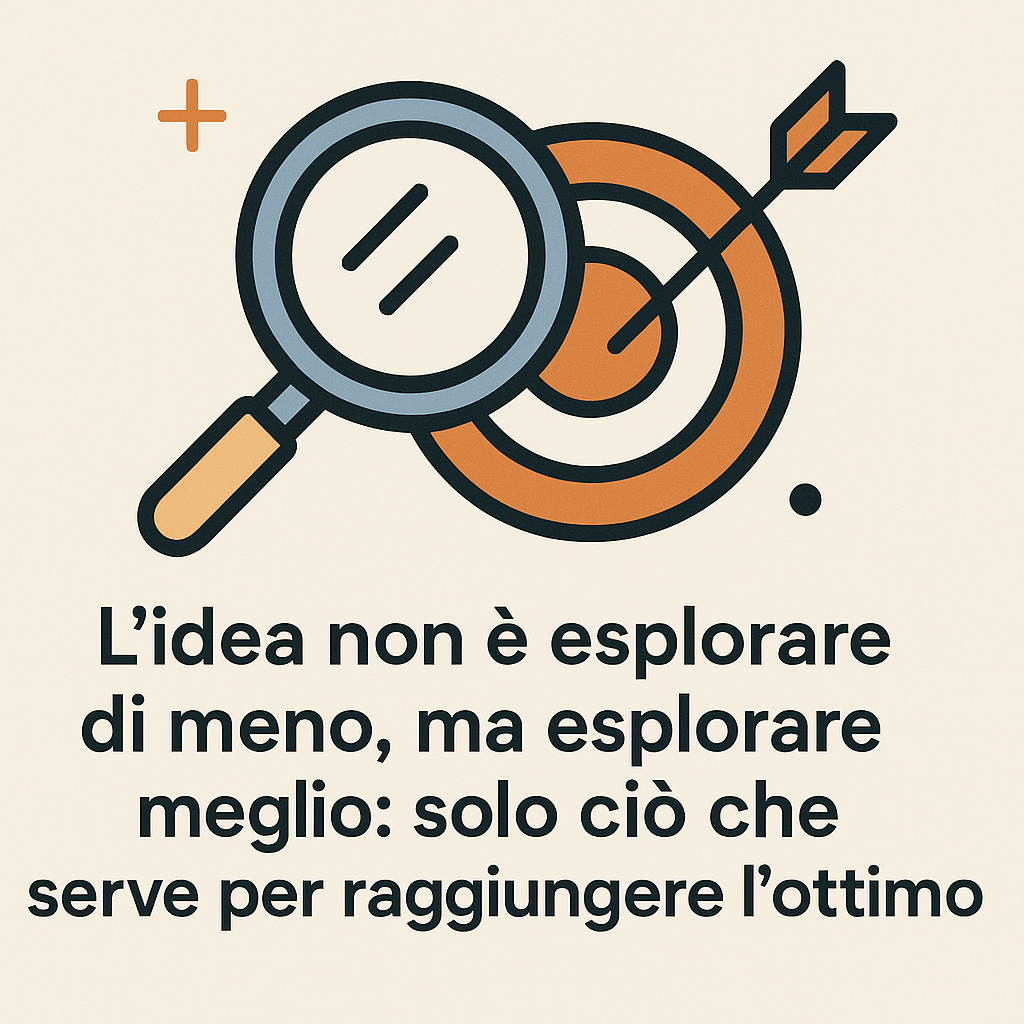 L’idea non è esplorare
di meno, ma esplorare
meglio: solo ciò che
serve per raggiungere l’ottimo